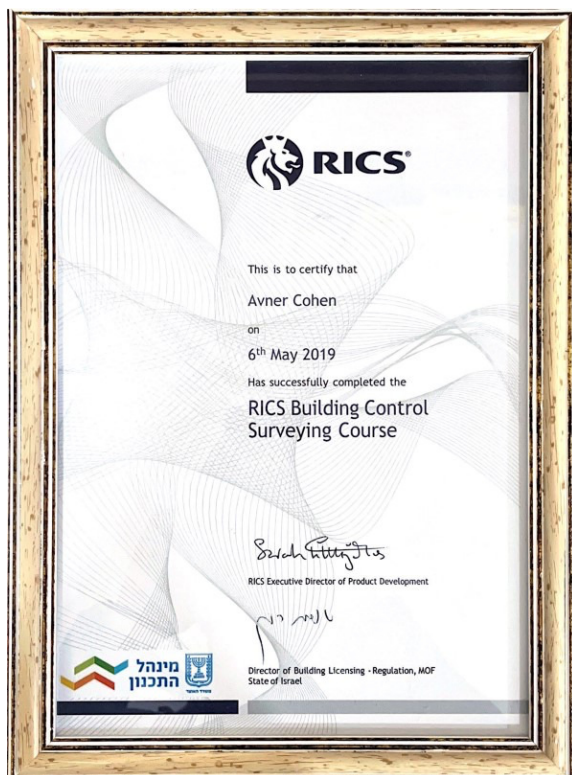 RICS®
This is to certify that
Avner Cohen
on
6th May 2019
Has successfully completed the
RICS Building Control
Surveying Course
RICS Executive Director of Product Development
Director of Building Licensing - Regulation, MOF
State of Israel
מינהל
התכנון
משרד האוצר